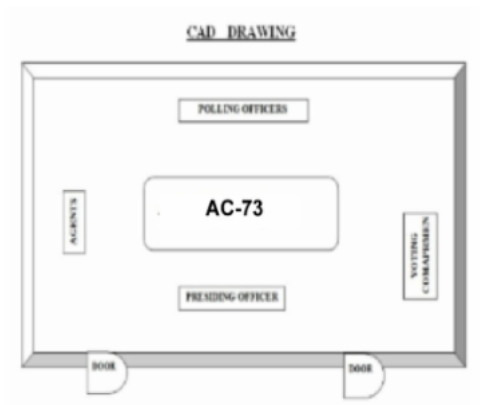 CAD DRAWING
POLLING OFFICERS
AGENTS
AC-73
VOTING
COMAPRMEN
PRESIDING OFFICER
DOOR
DOOR